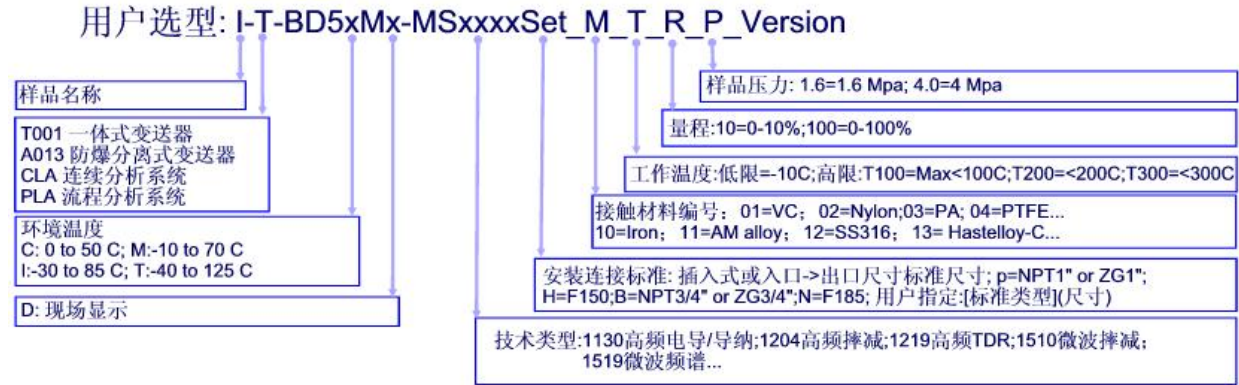 用户选型: I-T-BD5xMx-MSxxxxSet_M_T_R_P_Version
样品名称
样品压力: 1.6=1.6 Mpa; 4.0=4 Mpa
T001 一体式变送器
A013 防爆分离式变送器
CLA 连续分析系统
PLA 流程分析系统
量程:10=0-10%;100=0-100%
工作温度:低限=-10C;高限:T100=Max<100C;T200=<200C;T300=<300C
接触材料编号：01=VC；02=Nylon;03=PA; 04=PTFE...
10=Iron；11=AM alloy；12=SS316；13= Hastelloy-C...
环境温度
C: 0 to 50 C; M:-10 to 70 C
I:-30 to 85 C; T:-40 to 125 C
安装连接标准: 插入式或入口->出口尺寸标准尺寸; p=NPT1" or ZG1";
H=F150;B=NPT3/4" or ZG3/4";N=F185; 用户指定:[标准类型](尺寸)
D: 现场显示
技术类型:1130高频电导/导纳;1204高频摔减;1219高频TDR;1510微波摔减；
1519微波频谱...